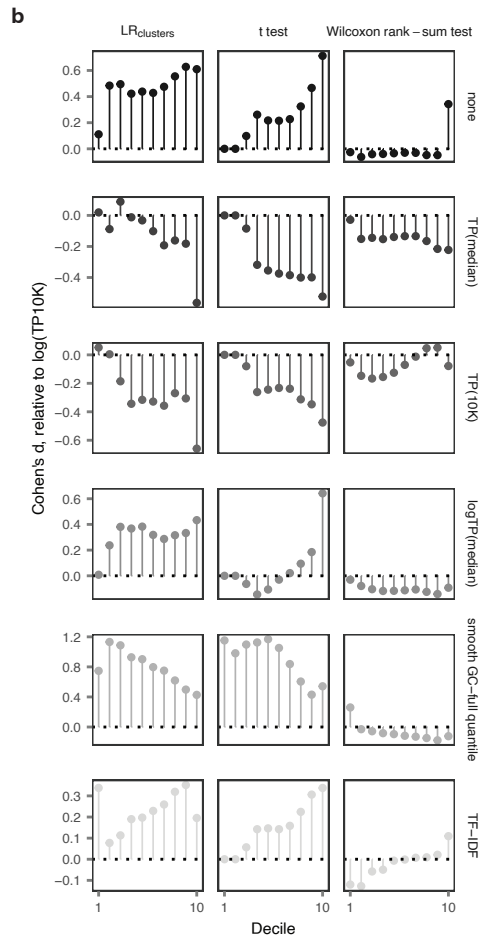 b
LRclusters t test Wilcoxon rank – sum test
Cohen's d, relative to log(TP10K)
0.6
0.4
0.2
0.0
none
0.0
−0.2
−0.4
TP(median)
0.0
−0.2
−0.4
−0.6
TP(10K)
0.6
0.4
0.2
0.0
logTP(median)
1.2
0.8
0.4
0.0
smooth GC−full quantile
0.3
0.2
0.1
0.0
−0.1
TF−IDF
1 10 1 10 1 10
Decile